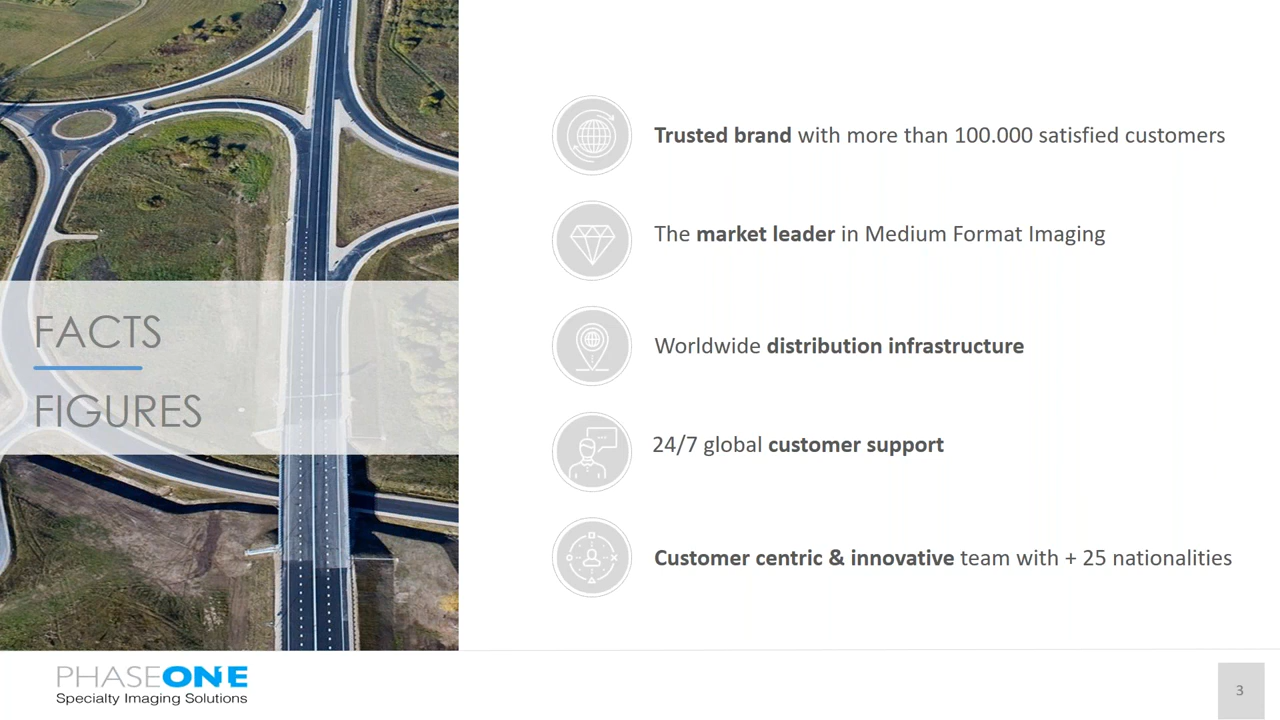 FACTS
FIGURES
Trusted brand with more than 100.000 satisfied customers
The market leader in Medium Format Imaging
Worldwide distribution infrastructure
24/7 global customer support
Customer centric & innovative team with + 25 nationalities
PHASEONE
Specialty Imaging Solutions
3